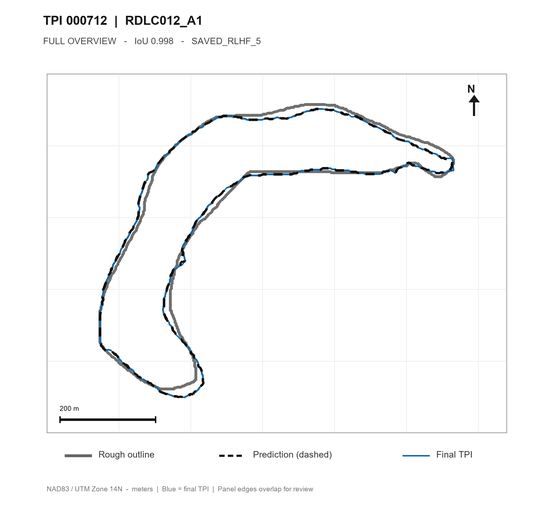 TPI 000712 | RDLC012_A1
FULL OVERVIEW - IoU 0.998 - SAVED_RLHF_5
N
200 m
Rough outline
Prediction (dashed)
Final TPI
NAD83 / UTM Zone 14N - meters | Blue = final TPI | Panel edges overlap for review